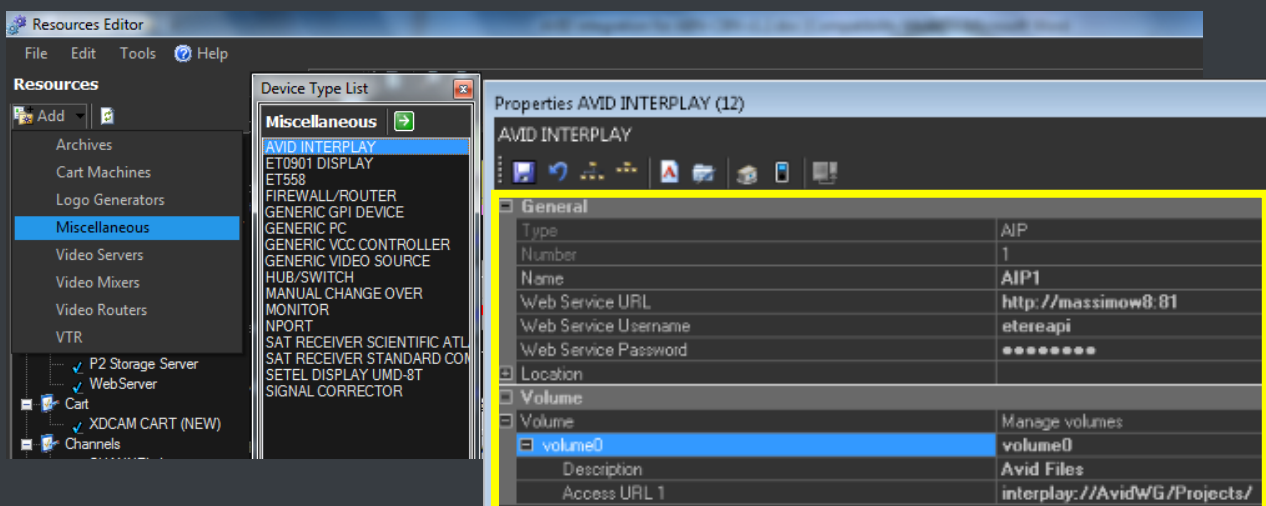 Resources Editor
File Edit Tools Help
Resources
Add
Archives
Cart Machines
Logo Generators
Miscellaneous
Video Servers
Video Mixers
Video Routers
VTR
P2 Storage Server
WebServer
Cart
XDCAM CART (NEW)
Channels
Device Type List
Miscellaneous
AVID INTERPLAY
ET0901 DISPLAY
ET558
FIREWALL/ROUTER
GENERIC GPI DEVICE
GENERIC PC
GENERIC VCC CONTROLLER
GENERIC VIDEO SOURCE
HUB/SWITCH
MANUAL CHANGE OVER
MONITOR
NPORT
SAT RECEIVER SCIENTIFIC ATL
SAT RECEIVER STANDARD COM
SETEL DISPLAY UMD-8T
SIGNAL CORRECTOR
Properties AVID INTERPLAY (12)
AVID INTERPLAY
General
Type AIP
Number 1
Name AIP1
Web Service URL http://massimow8:81
Web Service Username etereapi
Web Service Password ●●●●●●●●
Location
Volume
Volume Manage volumes
volume0 volume0
Description Avid Files
Access URL 1 interplay://AvidWG/Projects/